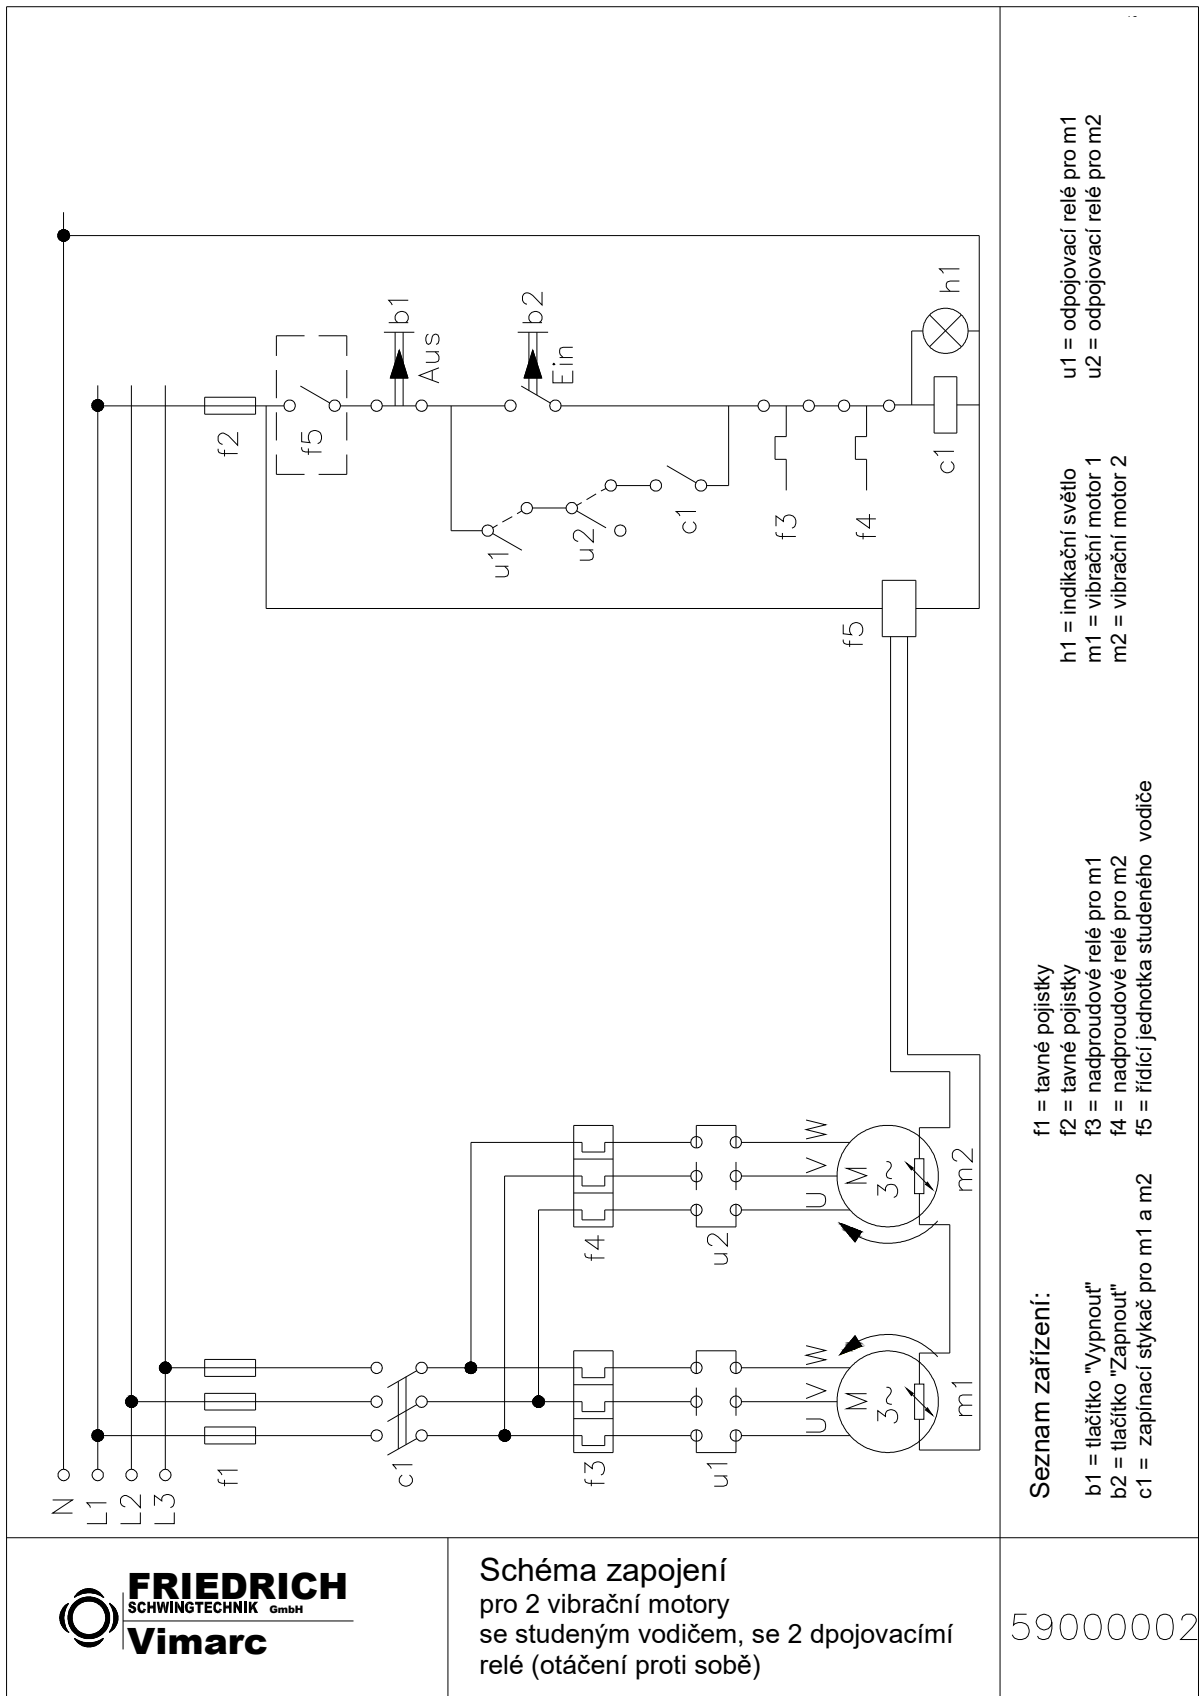 N
L1
L2
L3
f1
c1
f3
u1
U
V
W
M
3~
m1
f4
u2
U
V
W
M
3~
m2
f2
f5
b1
Aus
b2
Ein
u1
u2
c1
f3
f4
c1
h1
f5
Seznam zařízení:
b1 = tlačítko "Vypnout"
b2 = tlačítko "Zapnout"
c1 = zapínací stykač pro m1 a m2
f1 = tavné pojistky
f2 = tavné pojistky
f3 = nadproudové relé pro m1
f4 = nadproudové relé pro m2
f5 = řídící jednotka studeného vodiče
h1 = indikační světlo
m1 = vibrační motor 1
m2 = vibrační motor 2
u1 = odpojovací relé pro m1
u2 = odpojovací relé pro m2
FRIEDRICH
SCHWINGTECHNIK GmbH
Vimarc
Schéma zapojení
pro 2 vibrační motory
se studeným vodičem, se 2 dpojovacímí
relé (otáčení proti sobě)
59000002